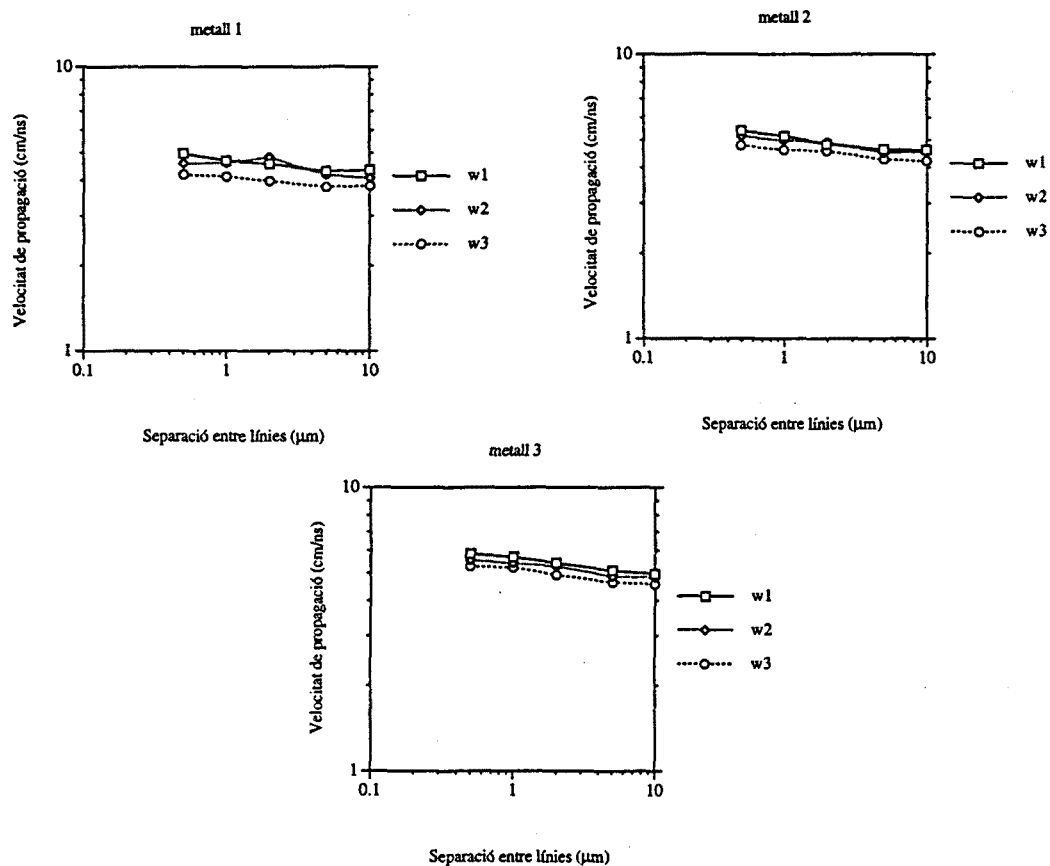 metall 1
10
1
0.1
1
10
Velocitat de propagació (cm/ns)
Separació entre línies (μm)
w1
w2
w3
metall 2
10
1
0.1
1
10
Velocitat de propagació (cm/ns)
Separació entre línies (μm)
w1
w2
w3
metall 3
10
1
0.1
1
10
Velocitat de propagació (cm/ns)
Separació entre línies (μm)
w1
w2
w3